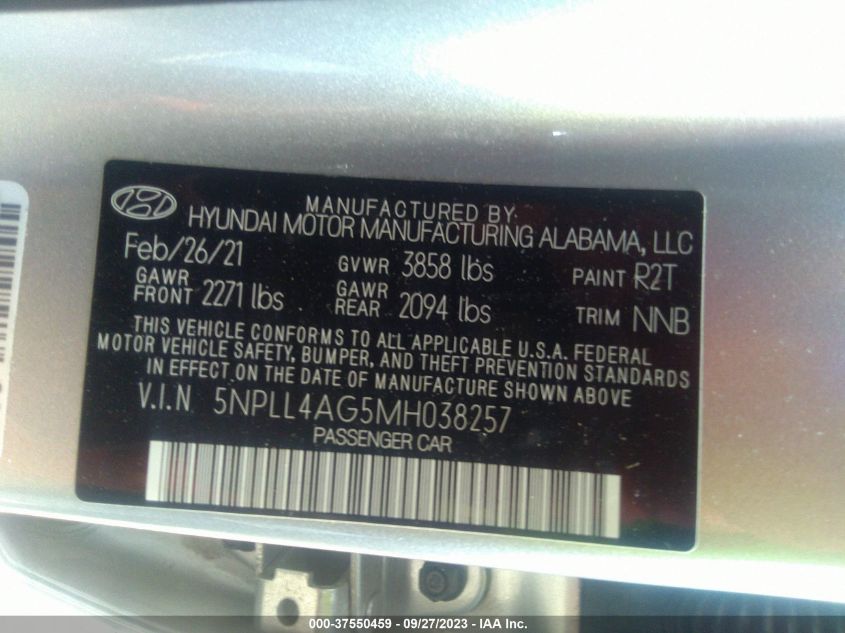 MANUFACTURED BY:
HYUNDAI MOTOR MANUFACTURING ALABAMA, LLC
Feb/26/21 GVWR 3858 lbs PAINT R2T
GAWR FRONT 2271 lbs GAWR REAR 2094 lbs TRIM NNB
THIS VEHICLE CONFORMS TO ALL APPLICABLE U.S.A. FEDERAL
MOTOR VEHICLE SAFETY, BUMPER, AND THEFT PREVENTION STANDARDS
IN EFFECT ON THE DATE OF MANUFACTURE SHOWN ABOVE
V.I.N 5NPLL4AG5MH038257
PASSENGER CAR
000-37550459 - 09/27/2023 - IAA Inc.